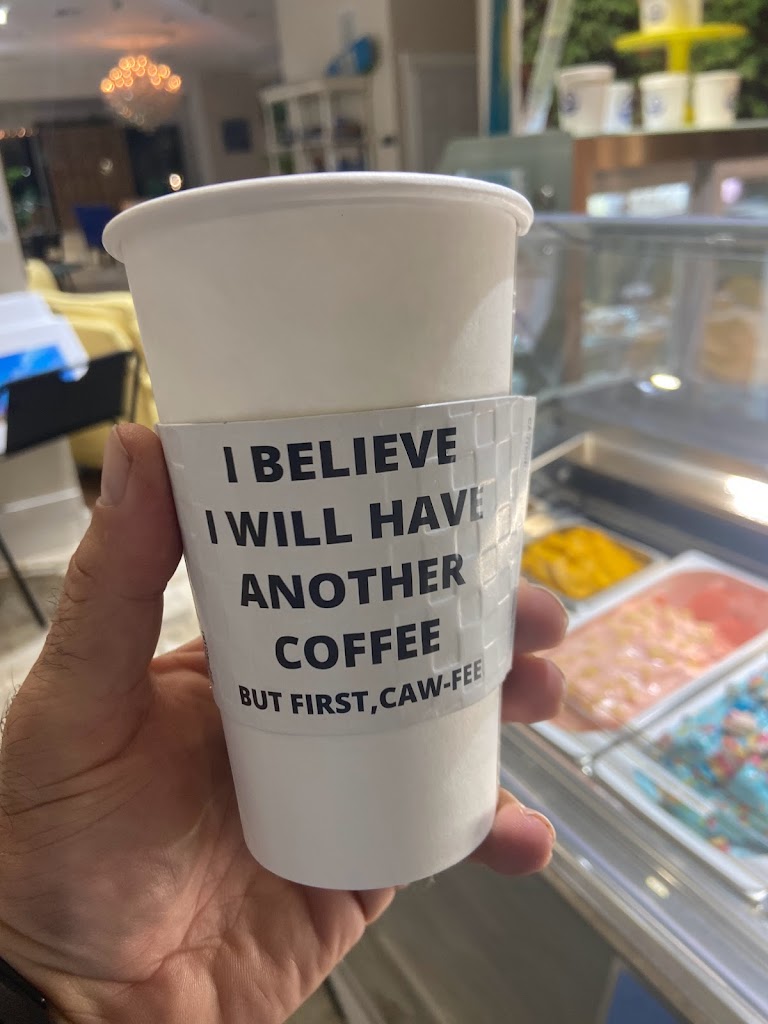 I BELIEVE
I WILL HAVE
ANOTHER
COFFEE
BUT FIRST,CAW-FEE